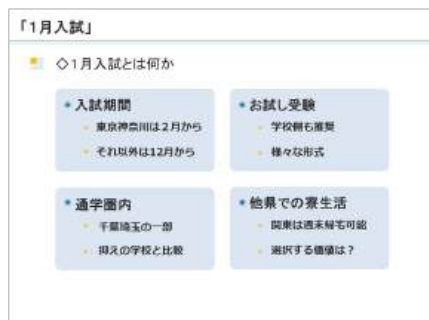 「1月入試」
◇1月入試とは何か
入試期間
東京神奈川は2月から
それ以外は12月から
お試し受験
学校側も推奨
様々な形式
通学圏内
千葉埼玉の一部
抑えの学校と比較
他県での寮生活
関東は週末帰宅可能
選択する価値は？